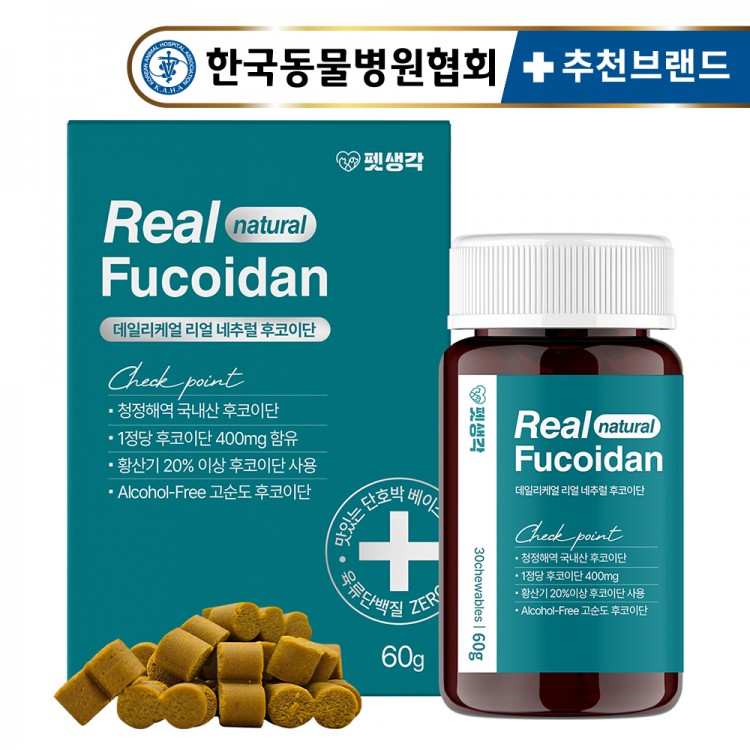 KOREAN ANIMAL HOSPITAL ASSOCIATION
K.A.H.A
한국동물병원협회
추천브랜드
펫생각
Real natural
Fucoidan
데일리케얼 리얼 네추럴 후코이단
Check point
• 청정해역 국내산 후코이단
• 1정당 후코이단 400mg 함유
• 황산기 20% 이상 후코이단 사용
• Alcohol-Free 고순도 후코이단
맛있는 단호박 베이스
육류단백질 ZERO
60g
펫생각
Real natural
Fucoidan
데일리케얼 리얼 네추럴 후코이단
Check point
• 청정해역 국내산 후코이단
• 1정당 후코이단 400mg
• 황산기 20%이상 후코이단 사용
• Alcohol-Free 고순도 후코이단
30chewables | 60g